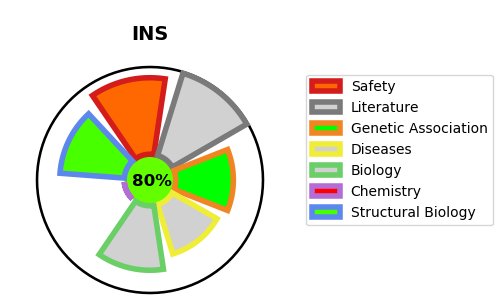 INS
80%
Safety
Literature
Genetic Association
Diseases
Biology
Chemistry
Structural Biology